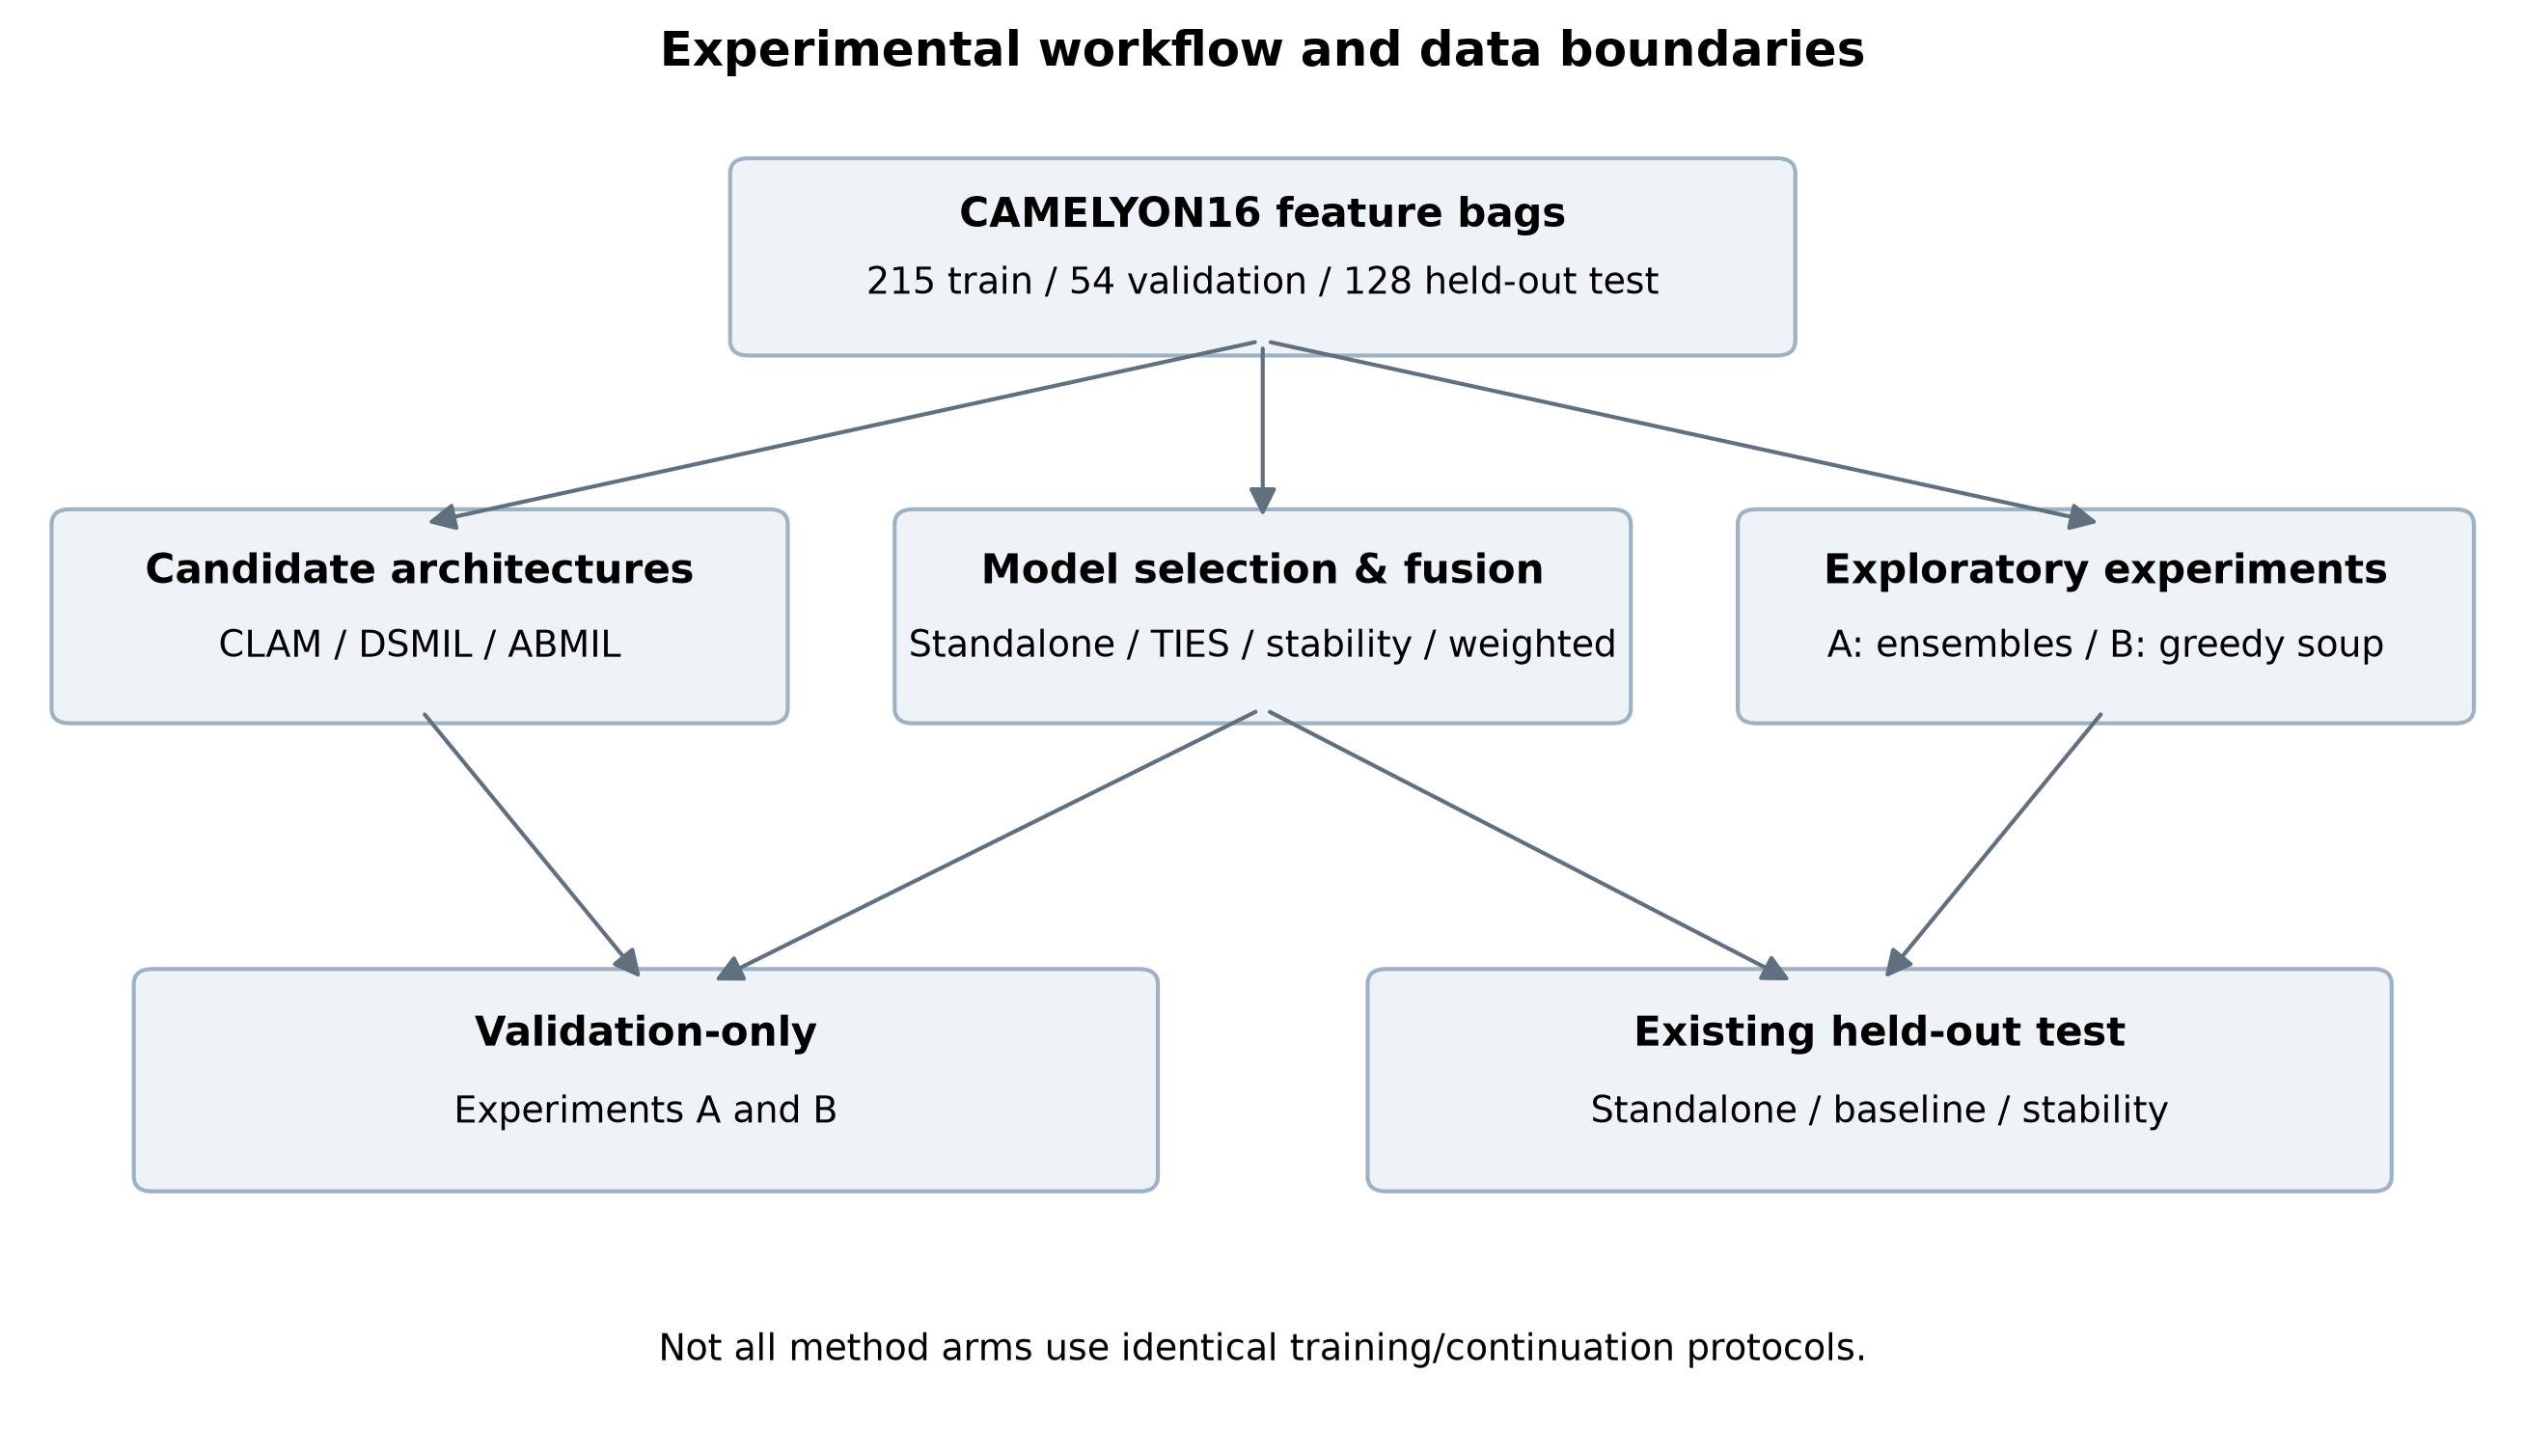 Experimental workflow and data boundaries
CAMELYON16 feature bags
215 train / 54 validation / 128 held-out test
Candidate architectures
CLAM / DSMIL / ABMIL
Model selection & fusion
Standalone / TIES / stability / weighted
Exploratory experiments
A: ensembles / B: greedy soup
Validation-only
Experiments A and B
Existing held-out test
Standalone / baseline / stability
Not all method arms use identical training/continuation protocols.